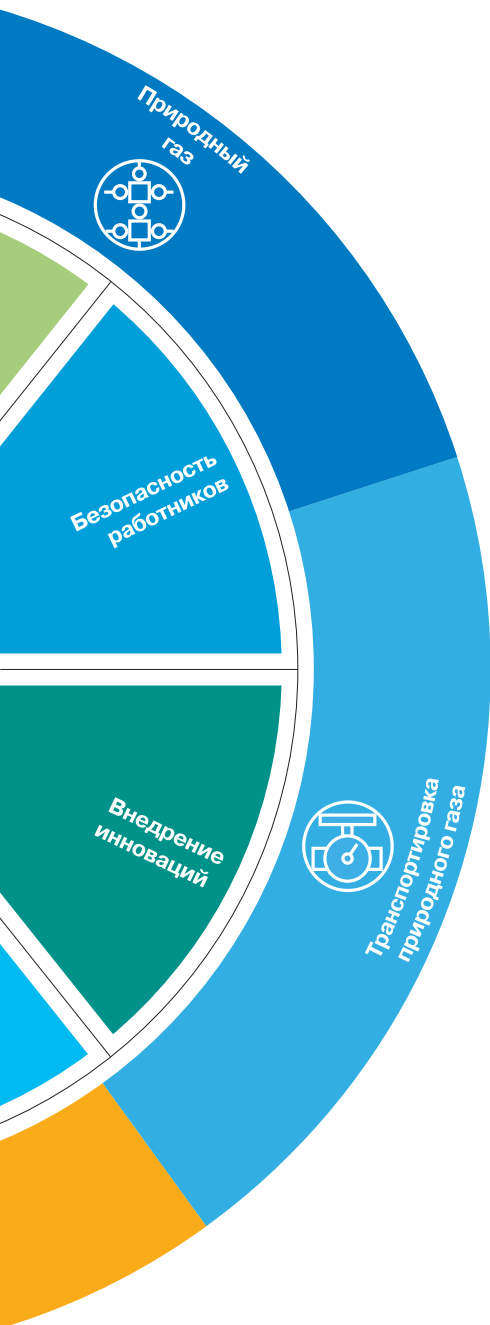 Природный
газ
Безопасность
работников
Внедрение
инноваций
Транспортировка
природного газа